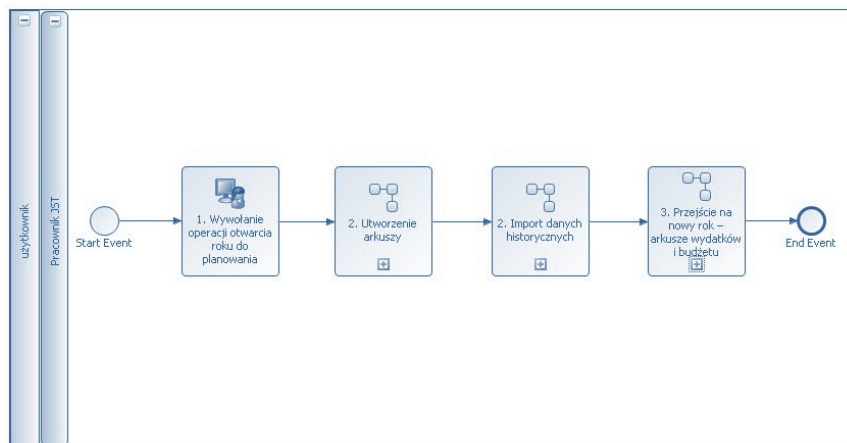 użytkownik
Pracownik JST
Start Event
1. Wywołanie
operacji otwarcia
roku do
planowania
2. Utworzenie
arkuszy
2. Import danych
historycznych
3. Przejście na
nowy rok –
arkusze wydatków
i budżetu
End Event